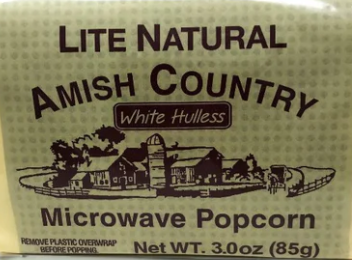 LITE NATURAL
AMISH COUNTRY
White Hulless
Microwave Popcorn
REMOVE PLASTIC OVERWRAP
BEFORE POPPING.
NET WT. 3.0oz (85g)